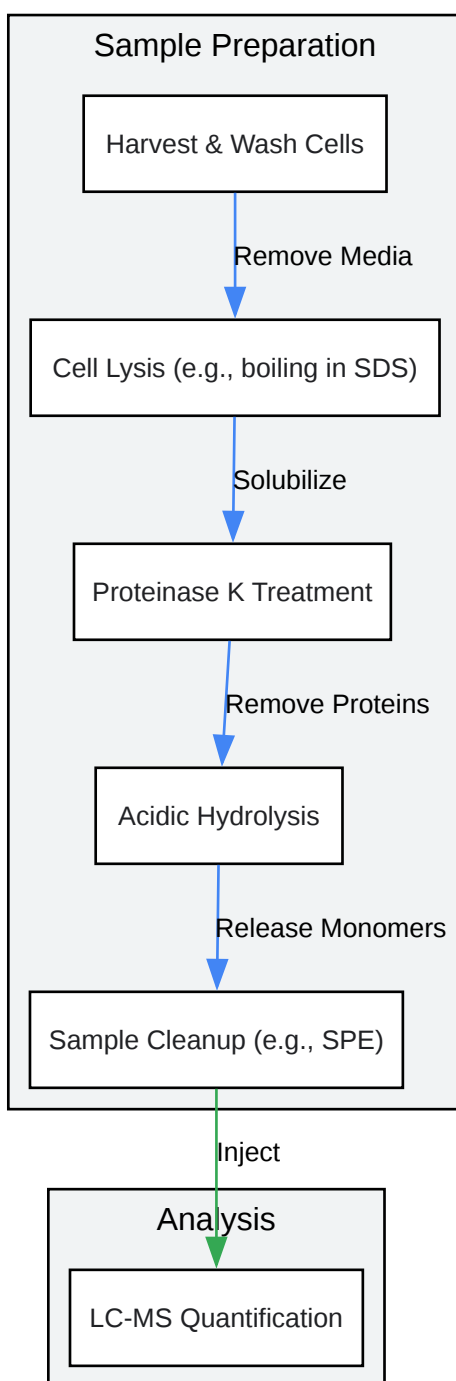 Sample Preparation
Harvest & Wash Cells
Remove Media
Cell Lysis (e.g., boiling in SDS)
Solubilize
Proteinase K Treatment
Remove Proteins
Acidic Hydrolysis
Release Monomers
Sample Cleanup (e.g., SPE)
Inject
Analysis
LC-MS Quantification